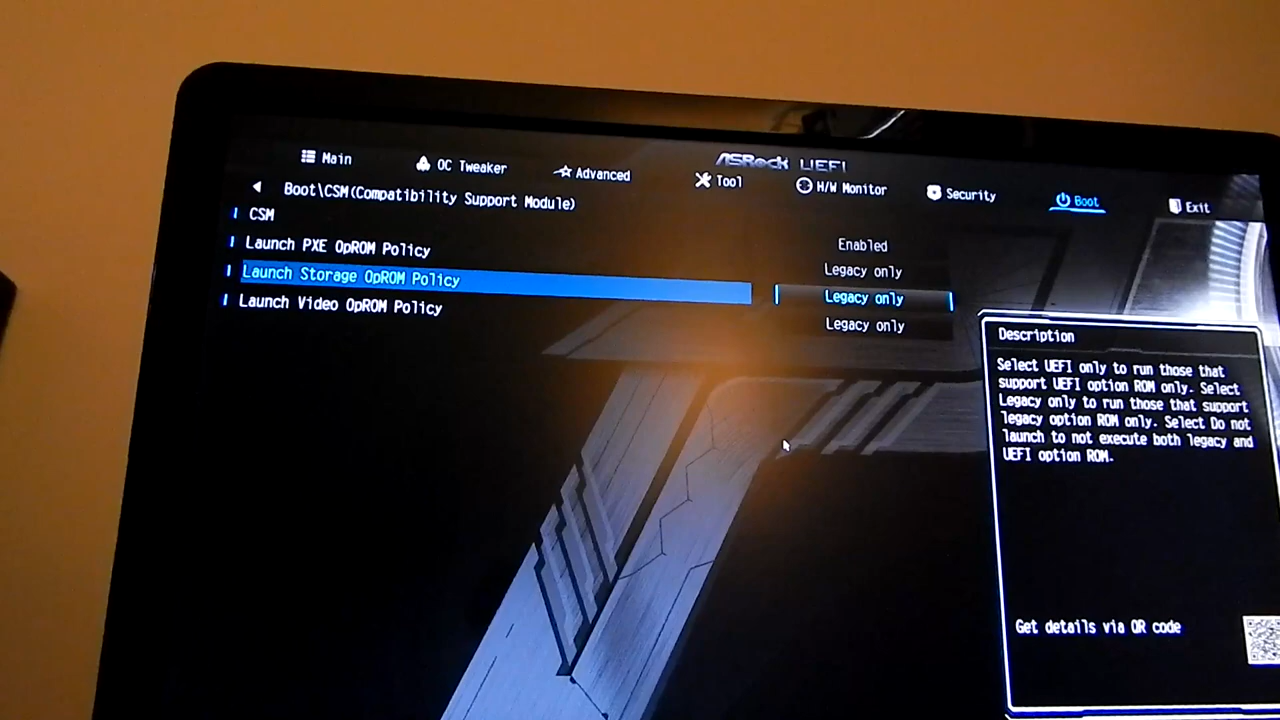 ASRock UEFI
Main
OC Tweaker
Advanced
Tool
H/W Monitor
Security
Boot
Exit
Boot\CSM(Compatibility Support Module)
CSM
Enabled
Launch PXE OpROM Policy
Legacy only
Launch Storage OpROM Policy
Legacy only
Launch Video OpROM Policy
Legacy only
Description
Select UEFI only to run those that
support UEFI option ROM only. Select
Legacy only to run those that support
legacy option ROM only. Select Do not
launch to not execute both legacy and
UEFI option ROM.
Get details via QR code